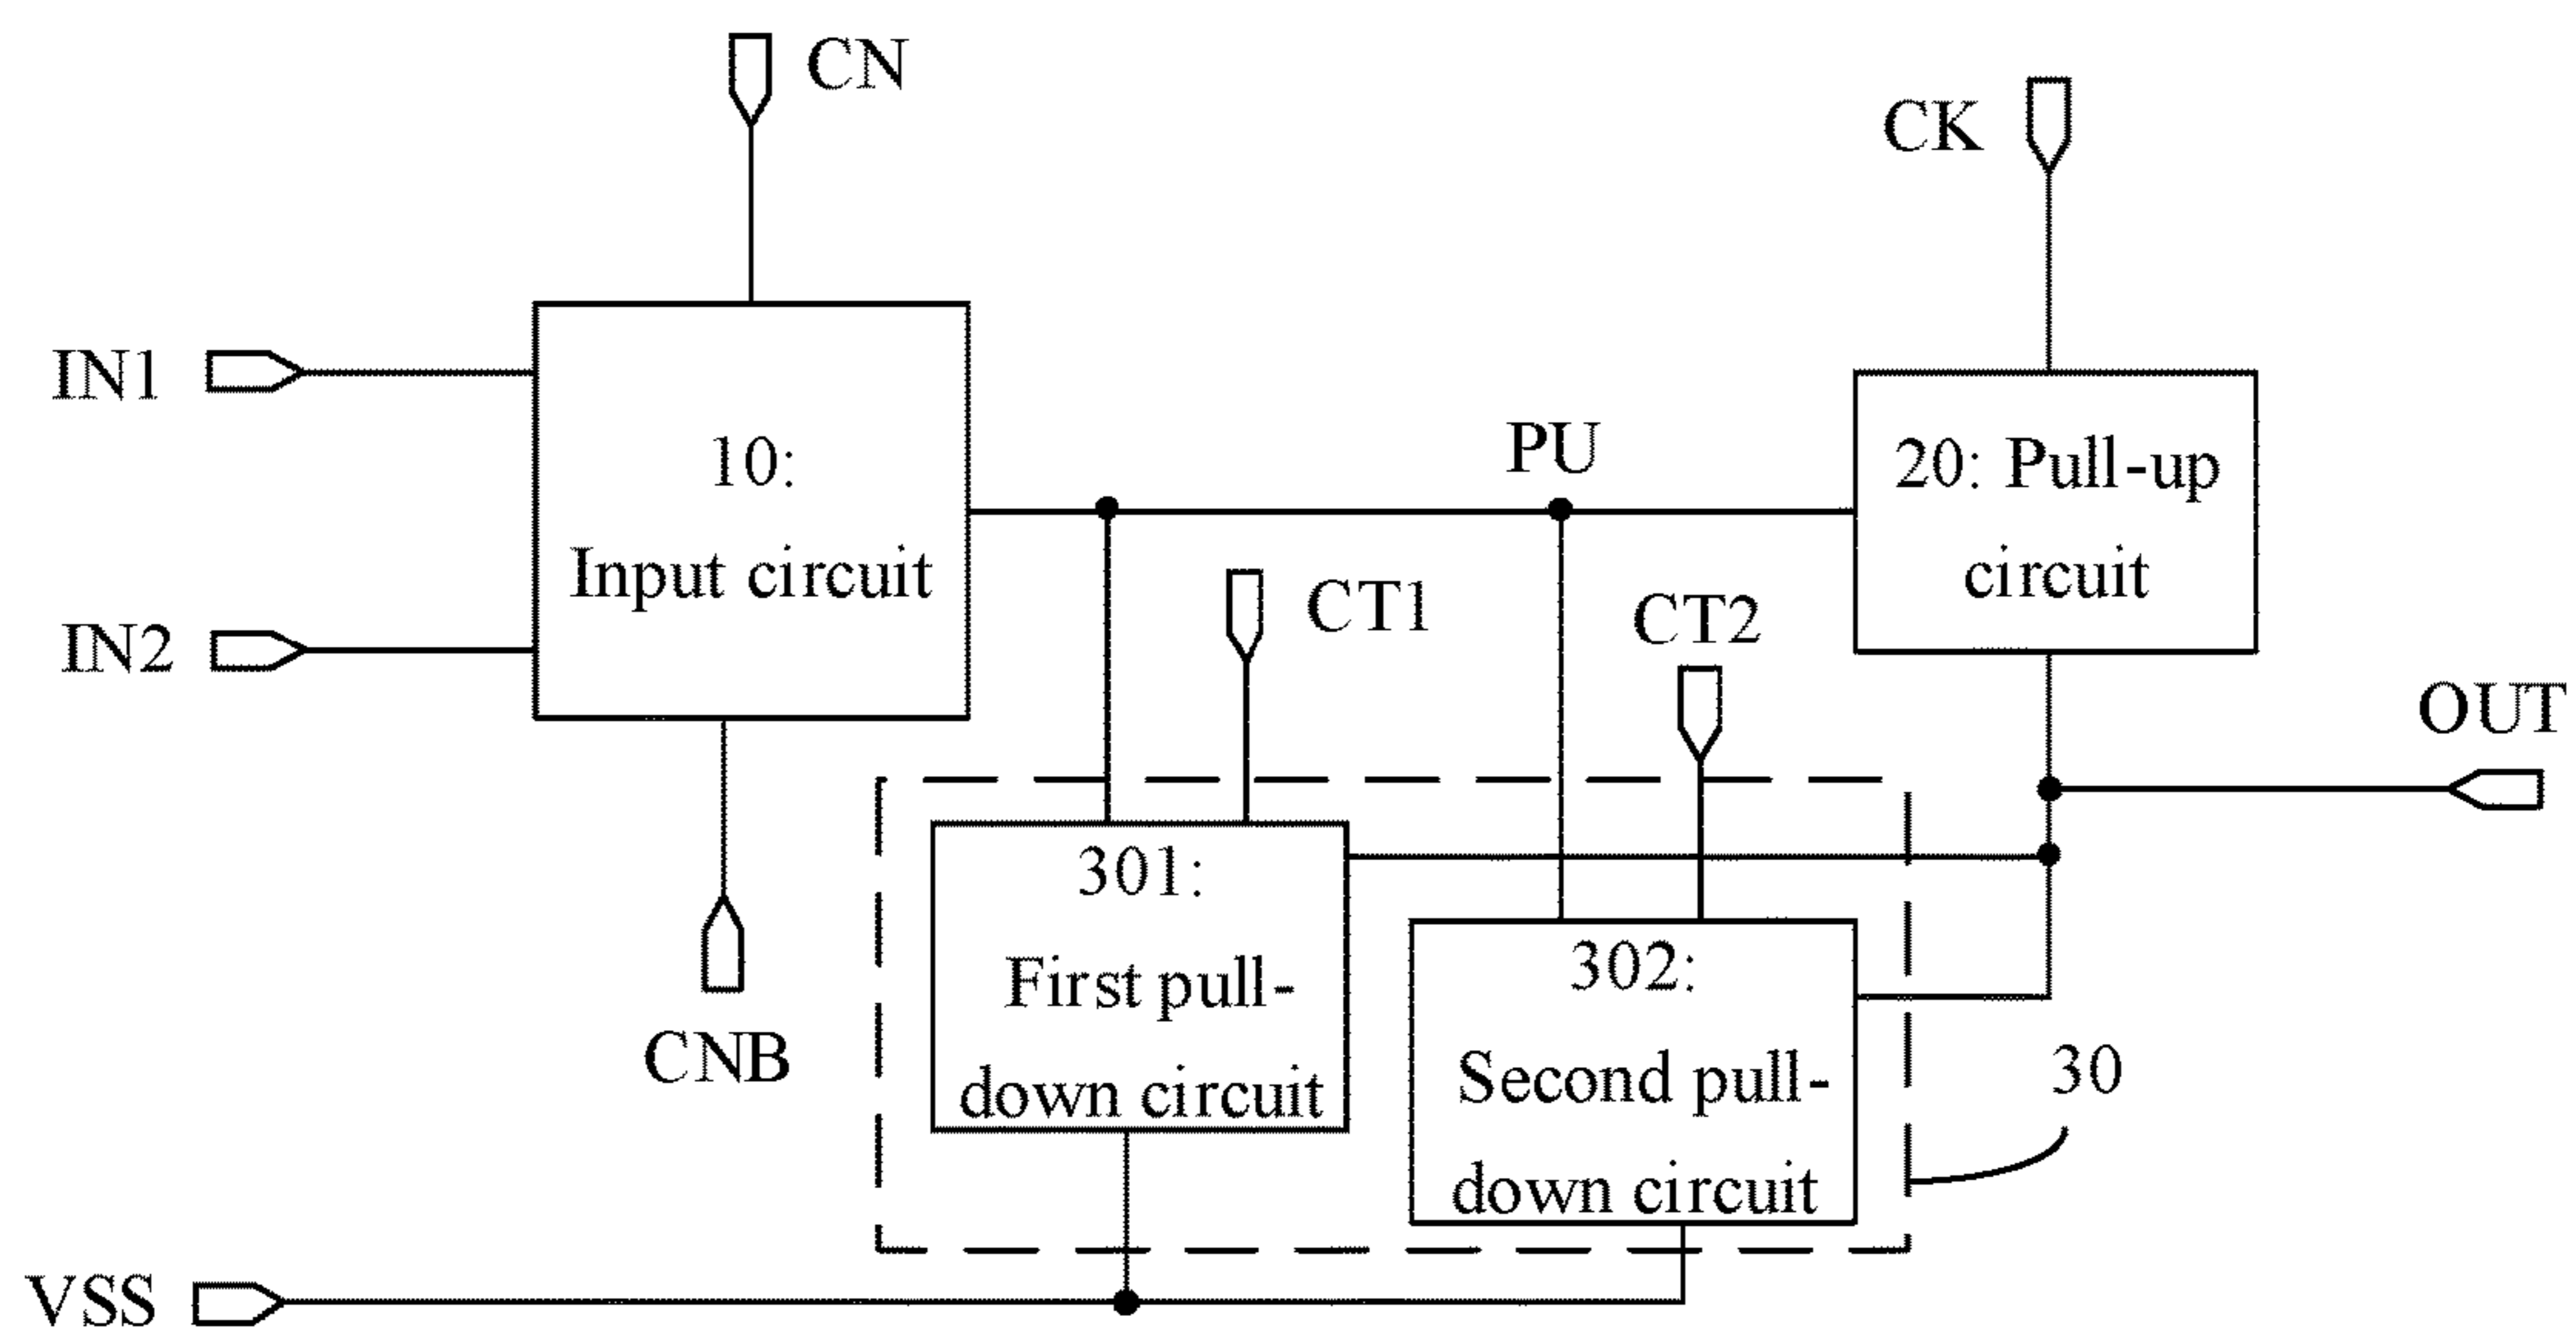 CN
CK
IN1
10:
Input circuit
PU
20: Pull-up
circuit
CT1
CT2
IN2
OUT
CNB
301:
First pull-
down circuit
302:
Second pull-
down circuit
30
VSS